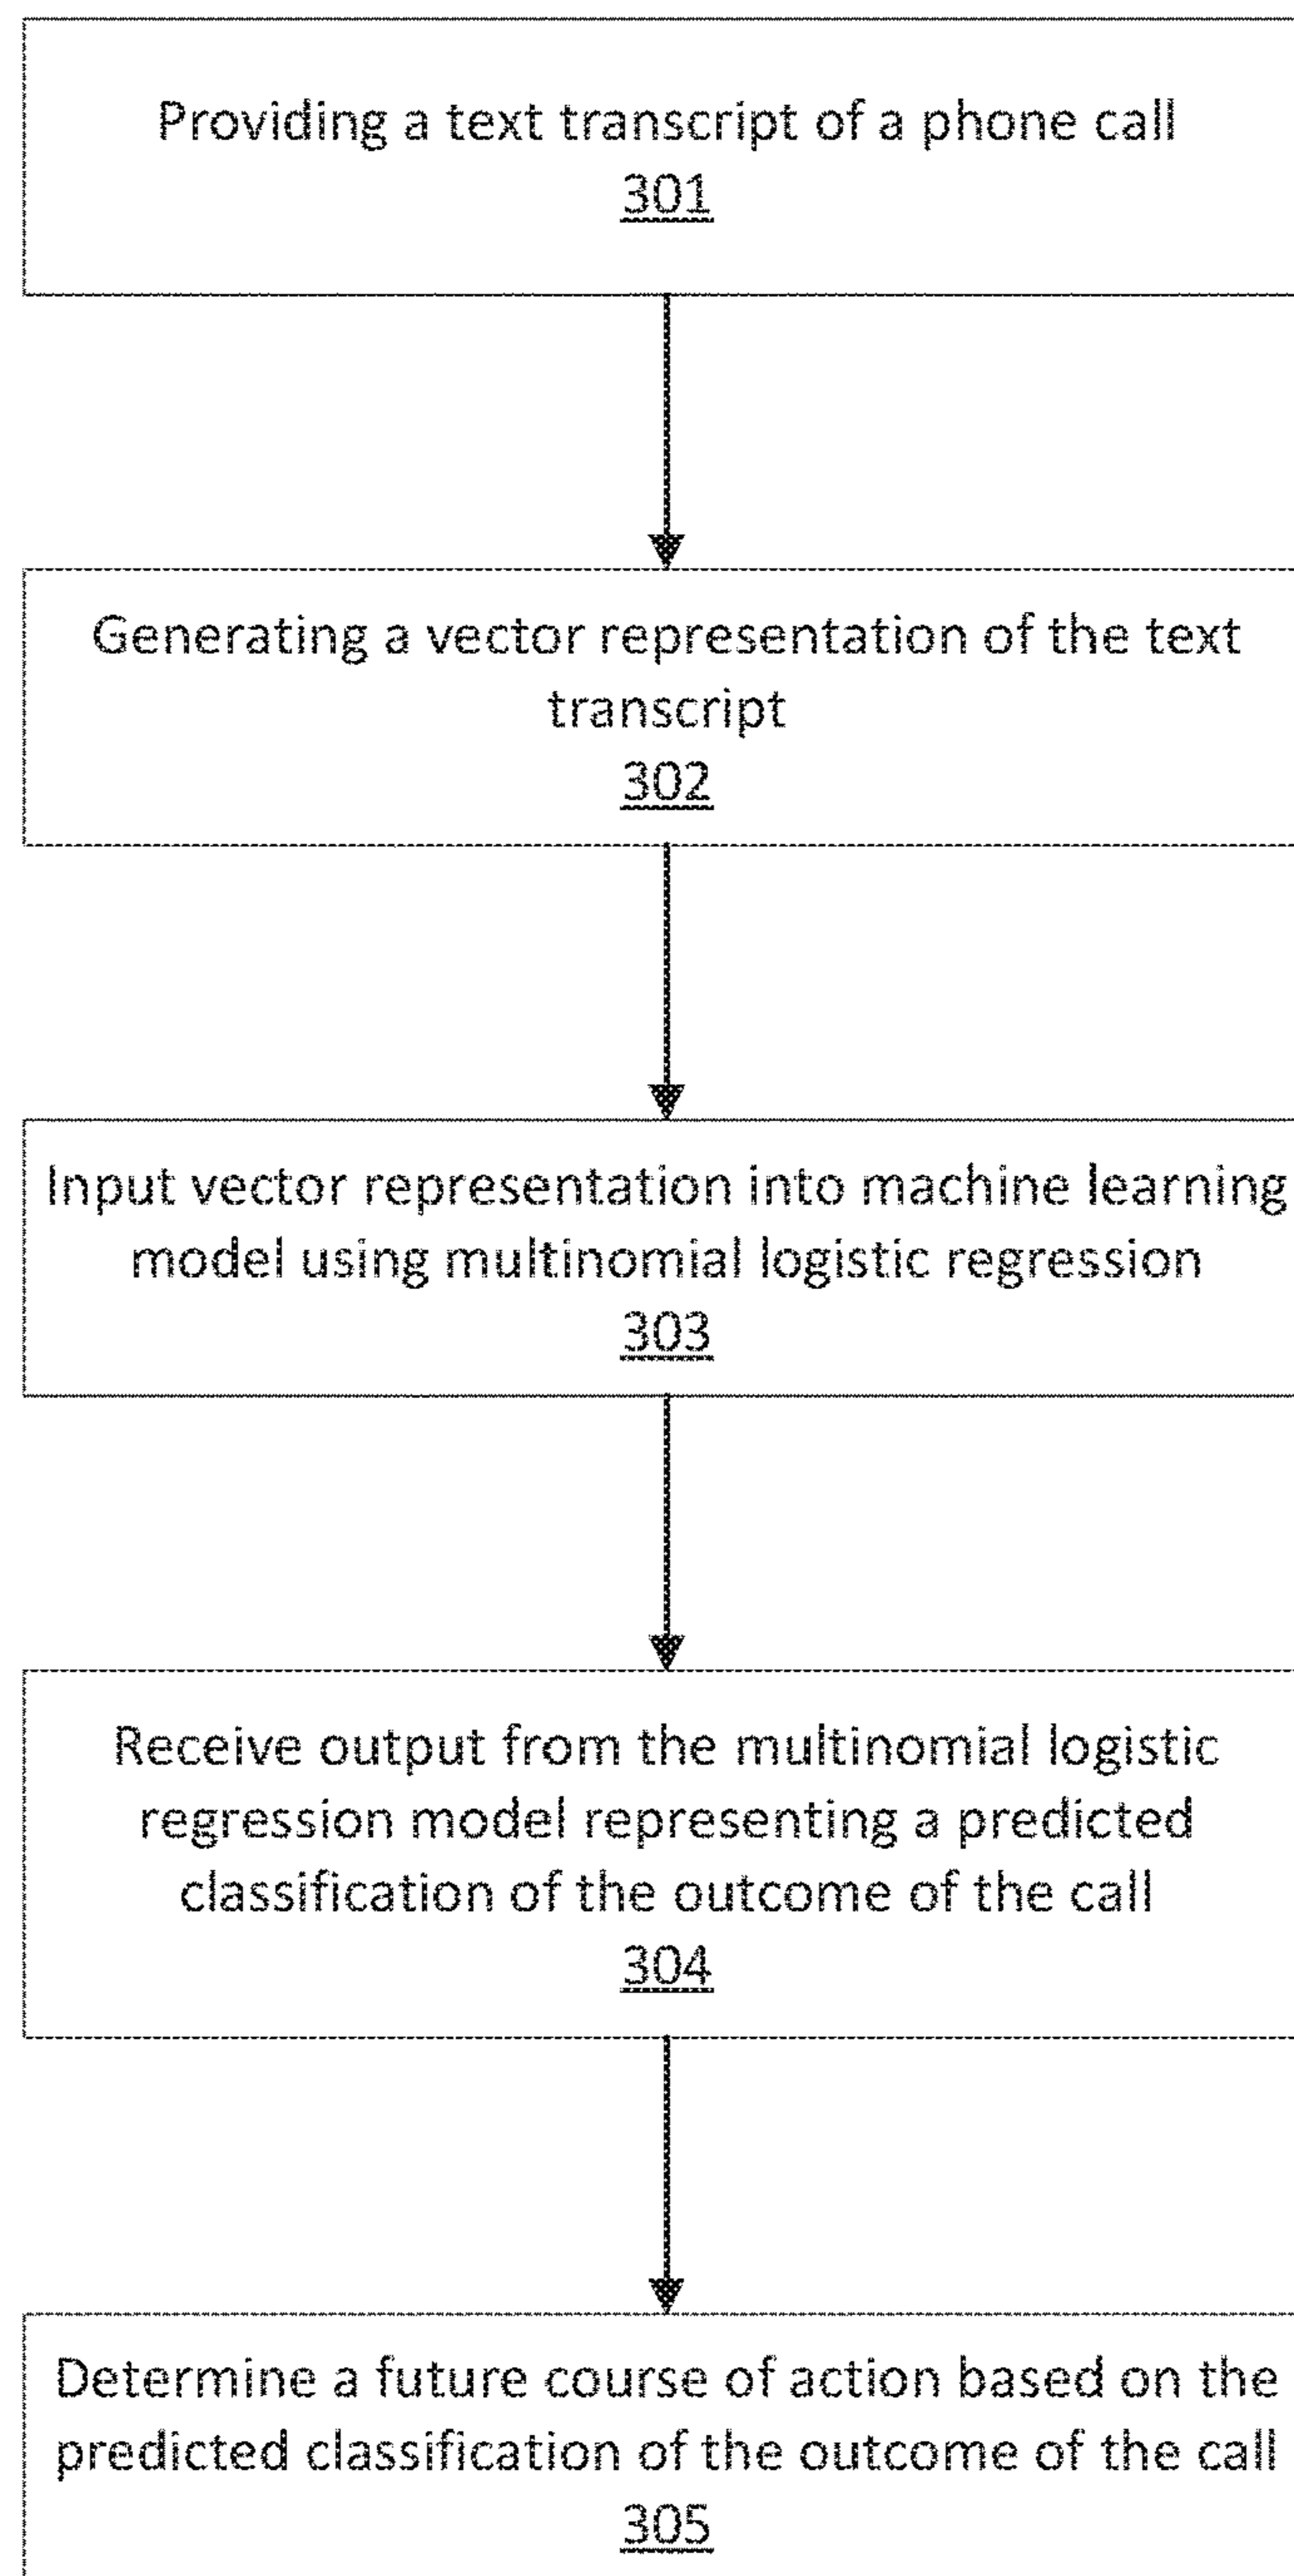 Providing a text transcript of a phone call
301
Generating a vector representation of the text
transcript
302
Input vector representation into machine learning
model using multinomial logistic regression
303
Receive output from the multinomial logistic
regression model representing a predicted
classification of the outcome of the call
304
Determine a future course of action based on the
predicted classification of the outcome of the call
305